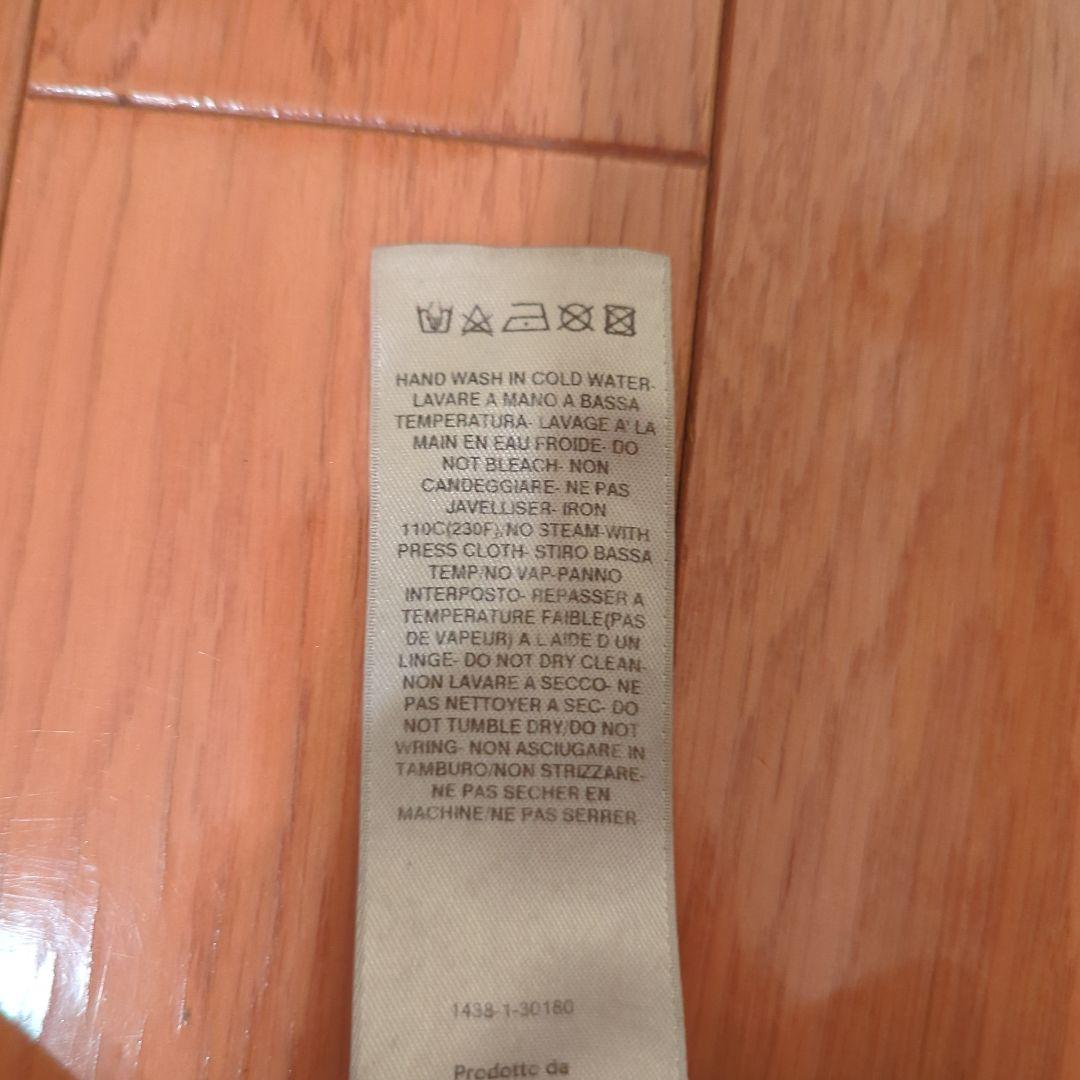 HAND WASH IN COLD WATER-
LAVARE A MANO A BASSA
TEMPERATURA- LAVAGE A' LA
MAIN EN EAU FROIDE- DO
NOT BLEACH- NON
CANDEGGIARE- NE PAS
JAVELLISER- IRON
110C(230F)/NO STEAM-WITH
PRESS CLOTH- STIRO BASSA
TEMP/NO VAP-PANNO
INTERPOSTO- REPASSER A
TEMPERATURE FAIBLE(PAS
DE VAPEUR) A L AIDE D UN
LINGE- DO NOT DRY CLEAN-
NON LAVARE A SECCO- NE
PAS NETTOYER A SEC- DO
NOT TUMBLE DRY/DO NOT
WRING- NON ASCIUGARE IN
TAMBURO/NON STRIZZARE-
NE PAS SECHER EN
MACHINE/NE PAS SERRER
1438-1-30180
Prodotto da